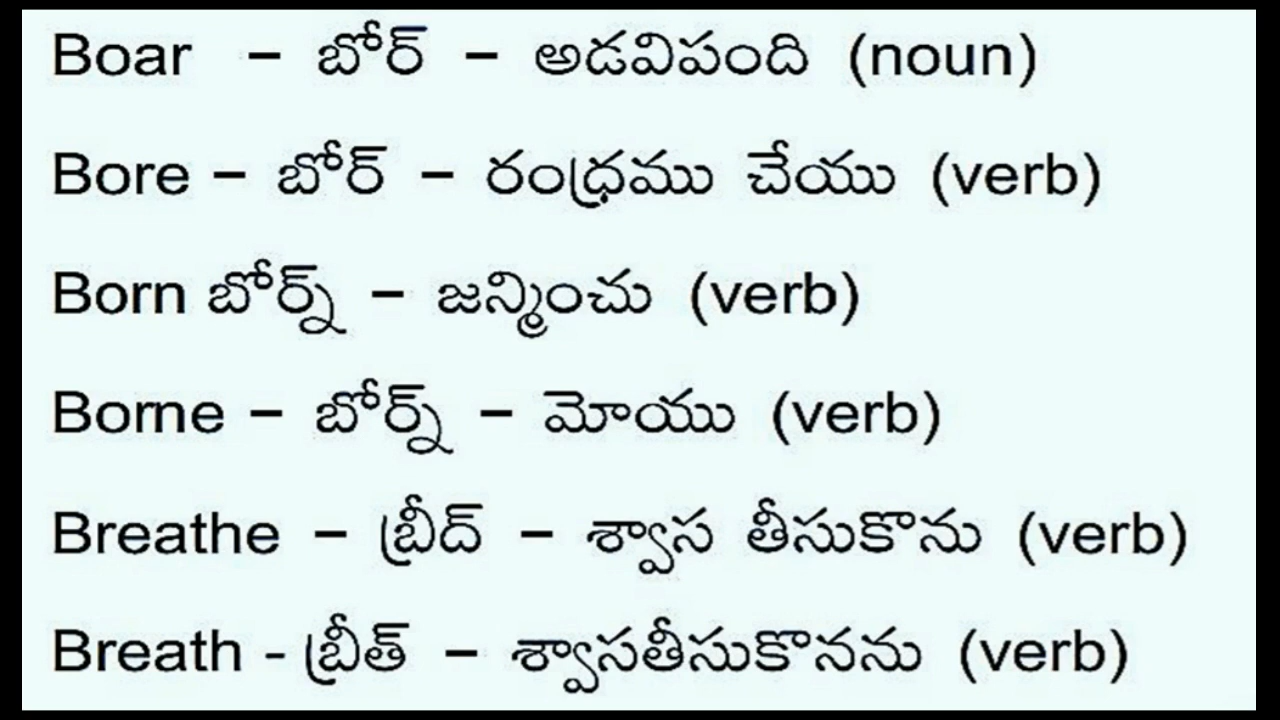 Boar – బోర్ – అడవిపంది (noun)
Bore – బోర్ – రంధ్రము చేయు (verb)
Born బోర్న్ – జన్మించు (verb)
Borne – బోర్న్ – మోయు (verb)
Breathe – బ్రీద్ – శ్వాస తీసుకొను (verb)
Breath - బ్రీత్ – శ్వాసతీసుకొనను (verb)